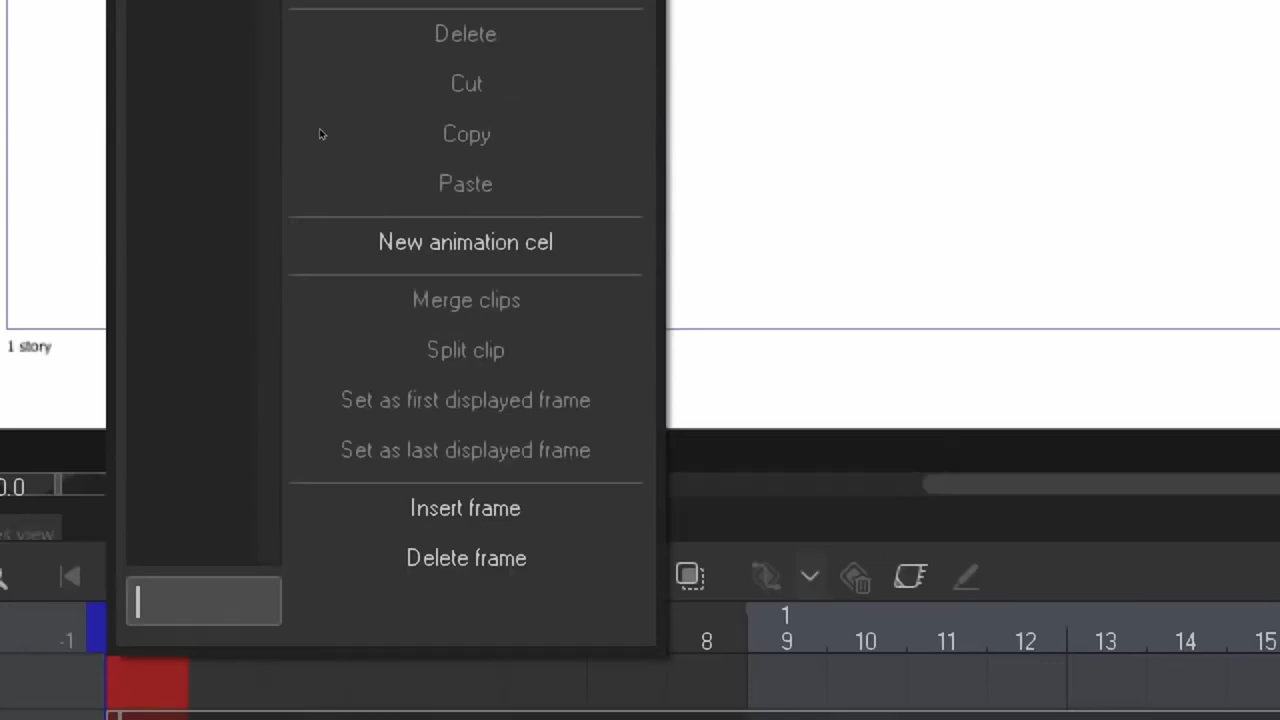 Delete
Cut
Copy
Paste
New animation cel
Merge clips
1 story
Split clip
Set as first displayed frame
Set as last displayed frame
0.0
Insert frame
es view
Delete frame
1
-1 8 9 10 11 12 13 14 15